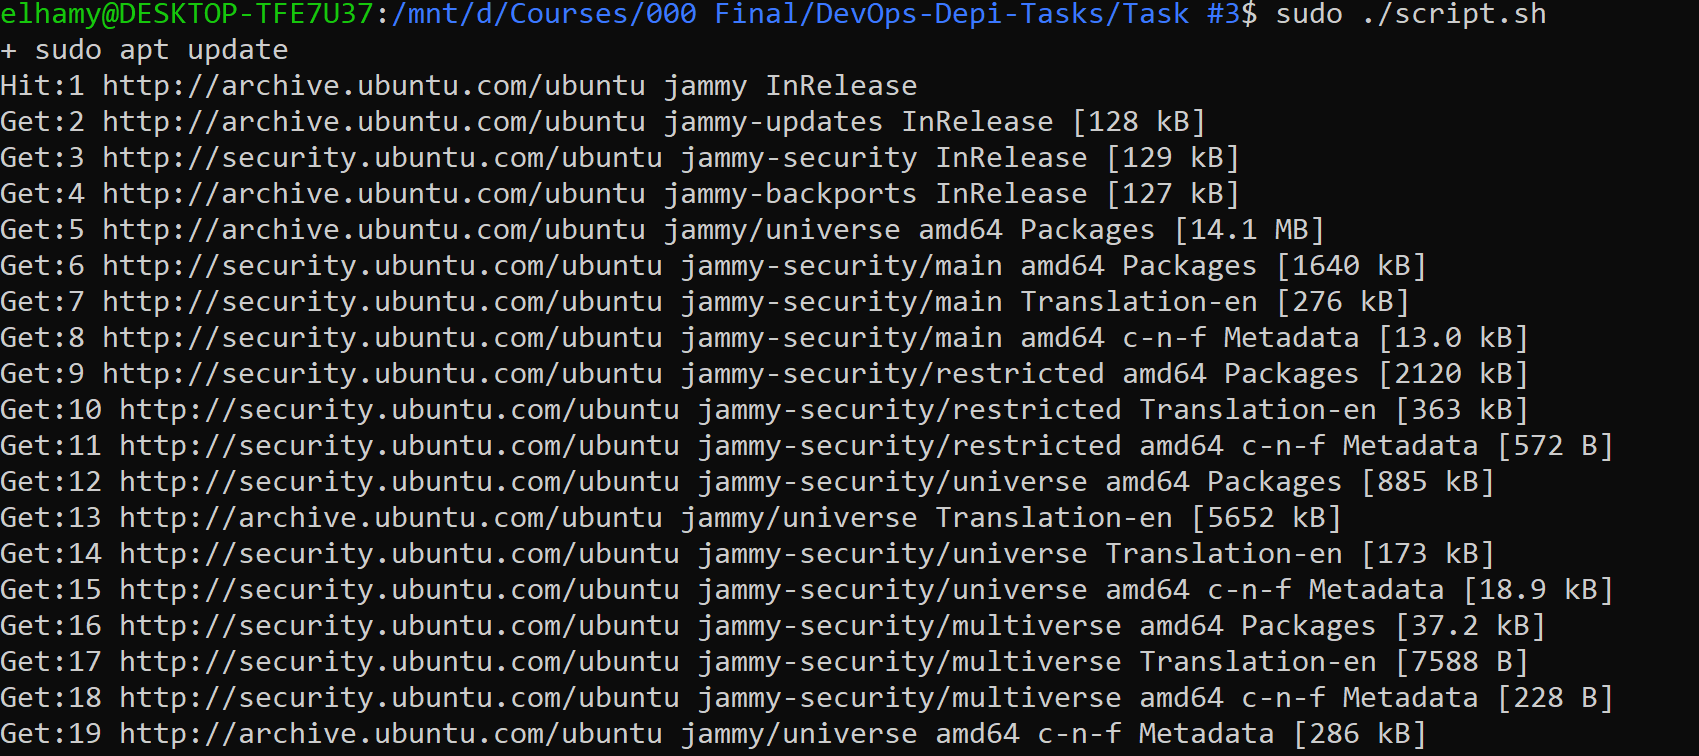 elhamy@DESKTOP-TFE7U37:/mnt/d/Courses/000 Final/DevOps-Depi-Tasks/Task #3$ sudo ./script.sh
+ sudo apt update
Hit:1 http://archive.ubuntu.com/ubuntu jammy InRelease
Get:2 http://archive.ubuntu.com/ubuntu jammy-updates InRelease [128 kB]
Get:3 http://security.ubuntu.com/ubuntu jammy-security InRelease [129 kB]
Get:4 http://archive.ubuntu.com/ubuntu jammy-backports InRelease [127 kB]
Get:5 http://archive.ubuntu.com/ubuntu jammy/universe amd64 Packages [14.1 MB]
Get:6 http://security.ubuntu.com/ubuntu jammy-security/main amd64 Packages [1640 kB]
Get:7 http://security.ubuntu.com/ubuntu jammy-security/main Translation-en [276 kB]
Get:8 http://security.ubuntu.com/ubuntu jammy-security/main amd64 c-n-f Metadata [13.0 kB]
Get:9 http://security.ubuntu.com/ubuntu jammy-security/restricted amd64 Packages [2120 kB]
Get:10 http://security.ubuntu.com/ubuntu jammy-security/restricted Translation-en [363 kB]
Get:11 http://security.ubuntu.com/ubuntu jammy-security/restricted amd64 c-n-f Metadata [572 B]
Get:12 http://security.ubuntu.com/ubuntu jammy-security/universe amd64 Packages [885 kB]
Get:13 http://archive.ubuntu.com/ubuntu jammy/universe Translation-en [5652 kB]
Get:14 http://security.ubuntu.com/ubuntu jammy-security/universe Translation-en [173 kB]
Get:15 http://security.ubuntu.com/ubuntu jammy-security/universe amd64 c-n-f Metadata [18.9 kB]
Get:16 http://security.ubuntu.com/ubuntu jammy-security/multiverse amd64 Packages [37.2 kB]
Get:17 http://security.ubuntu.com/ubuntu jammy-security/multiverse Translation-en [7588 B]
Get:18 http://security.ubuntu.com/ubuntu jammy-security/multiverse amd64 c-n-f Metadata [228 B]
Get:19 http://archive.ubuntu.com/ubuntu jammy/universe amd64 c-n-f Metadata [286 kB]